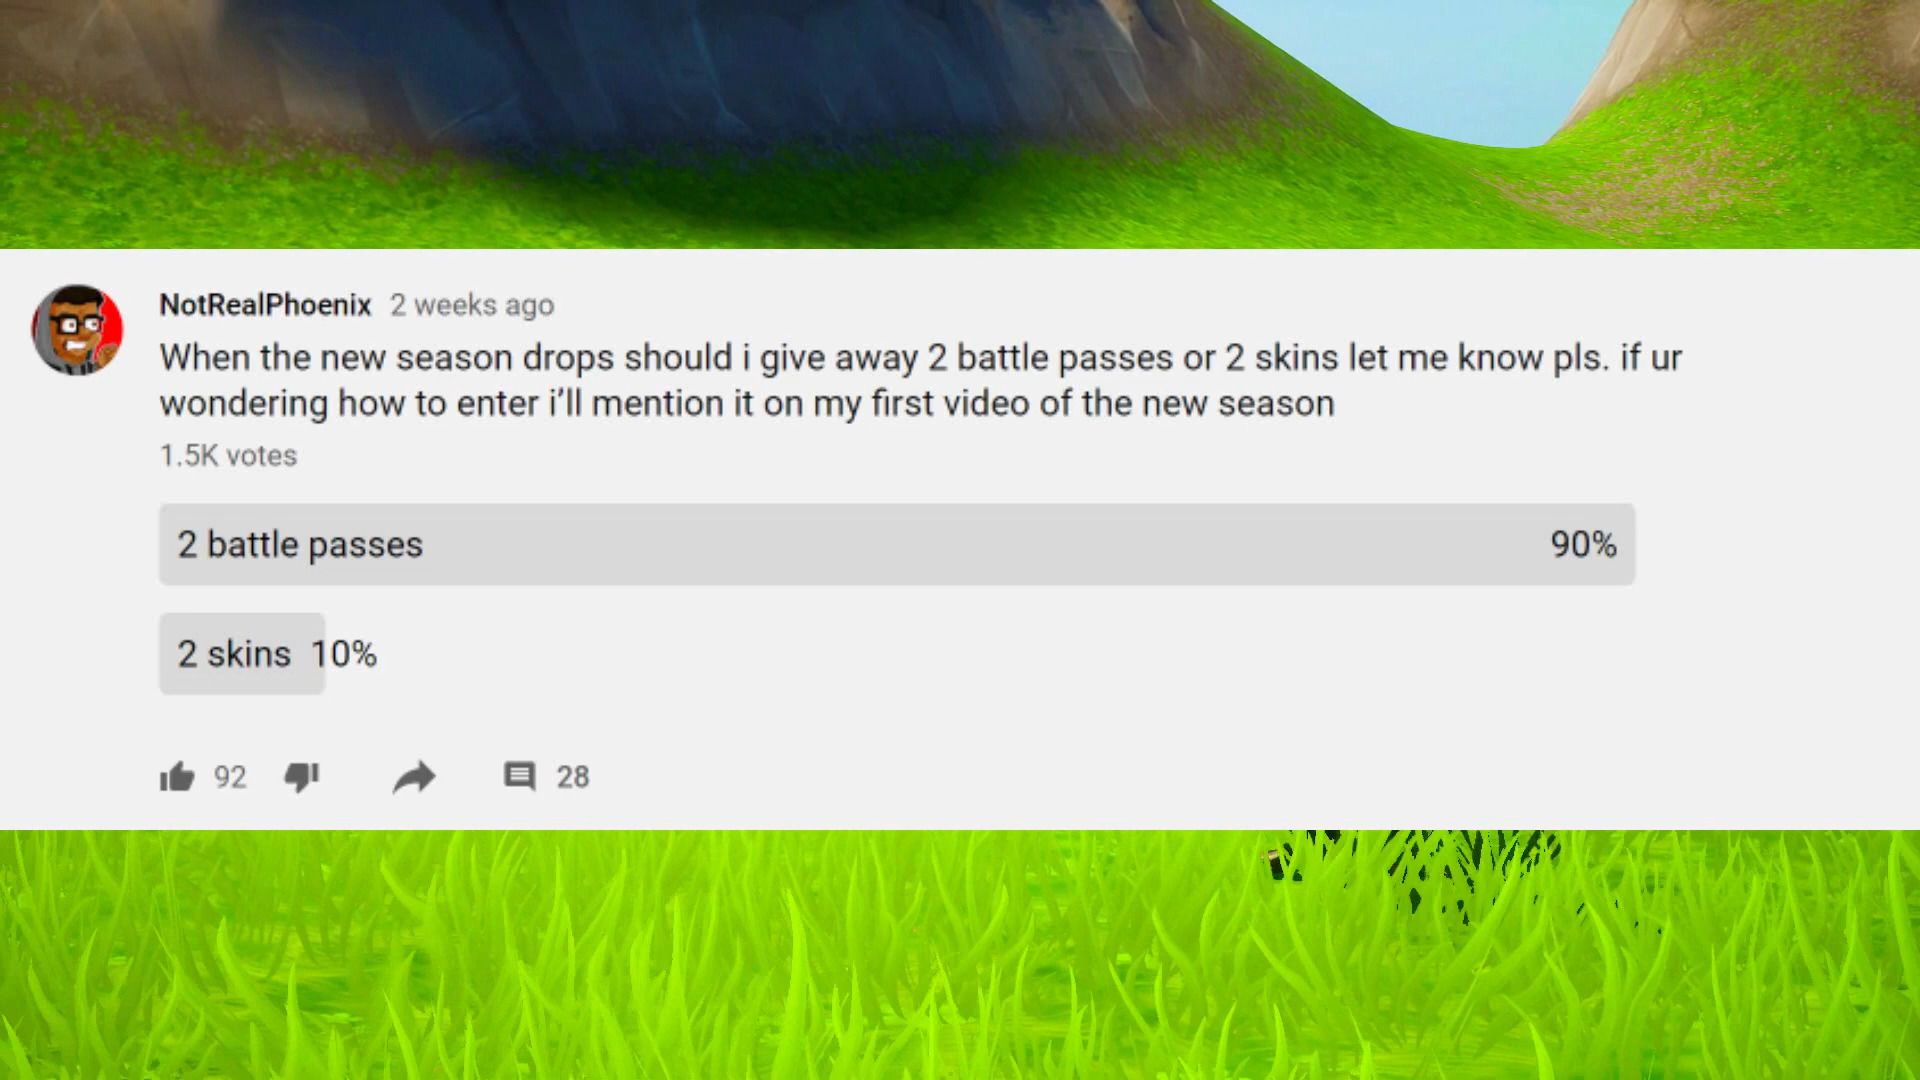 NotRealPhoenix 2 weeks ago
When the new season drops should i give away 2 battle passes or 2 skins let me know pls. if ur
wondering how to enter i’ll mention it on my first video of the new season
1.5K votes
2 battle passes 90%
2 skins 10%
92 28